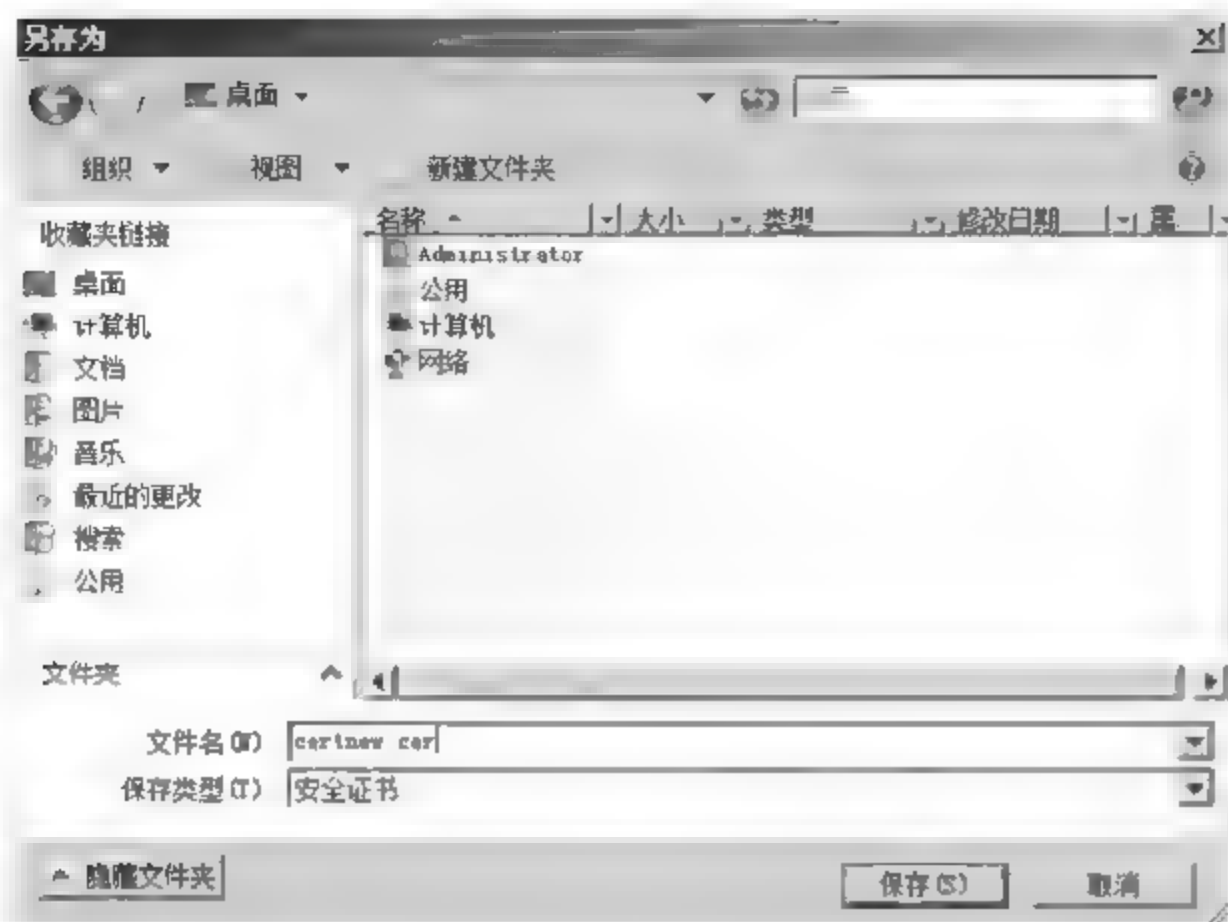 另存为
桌面
组织 视图 新建文件夹
收藏夹链接
名称 大小 类型 修改日期
Administrator
公用
计算机
网络
桌面
计算机
文档
图片
音乐
最近的更改
搜索
公用
文件夹
文件名(N) certnew cer
保存类型(T) 安全证书
隐藏文件夹 保存(S) 取消